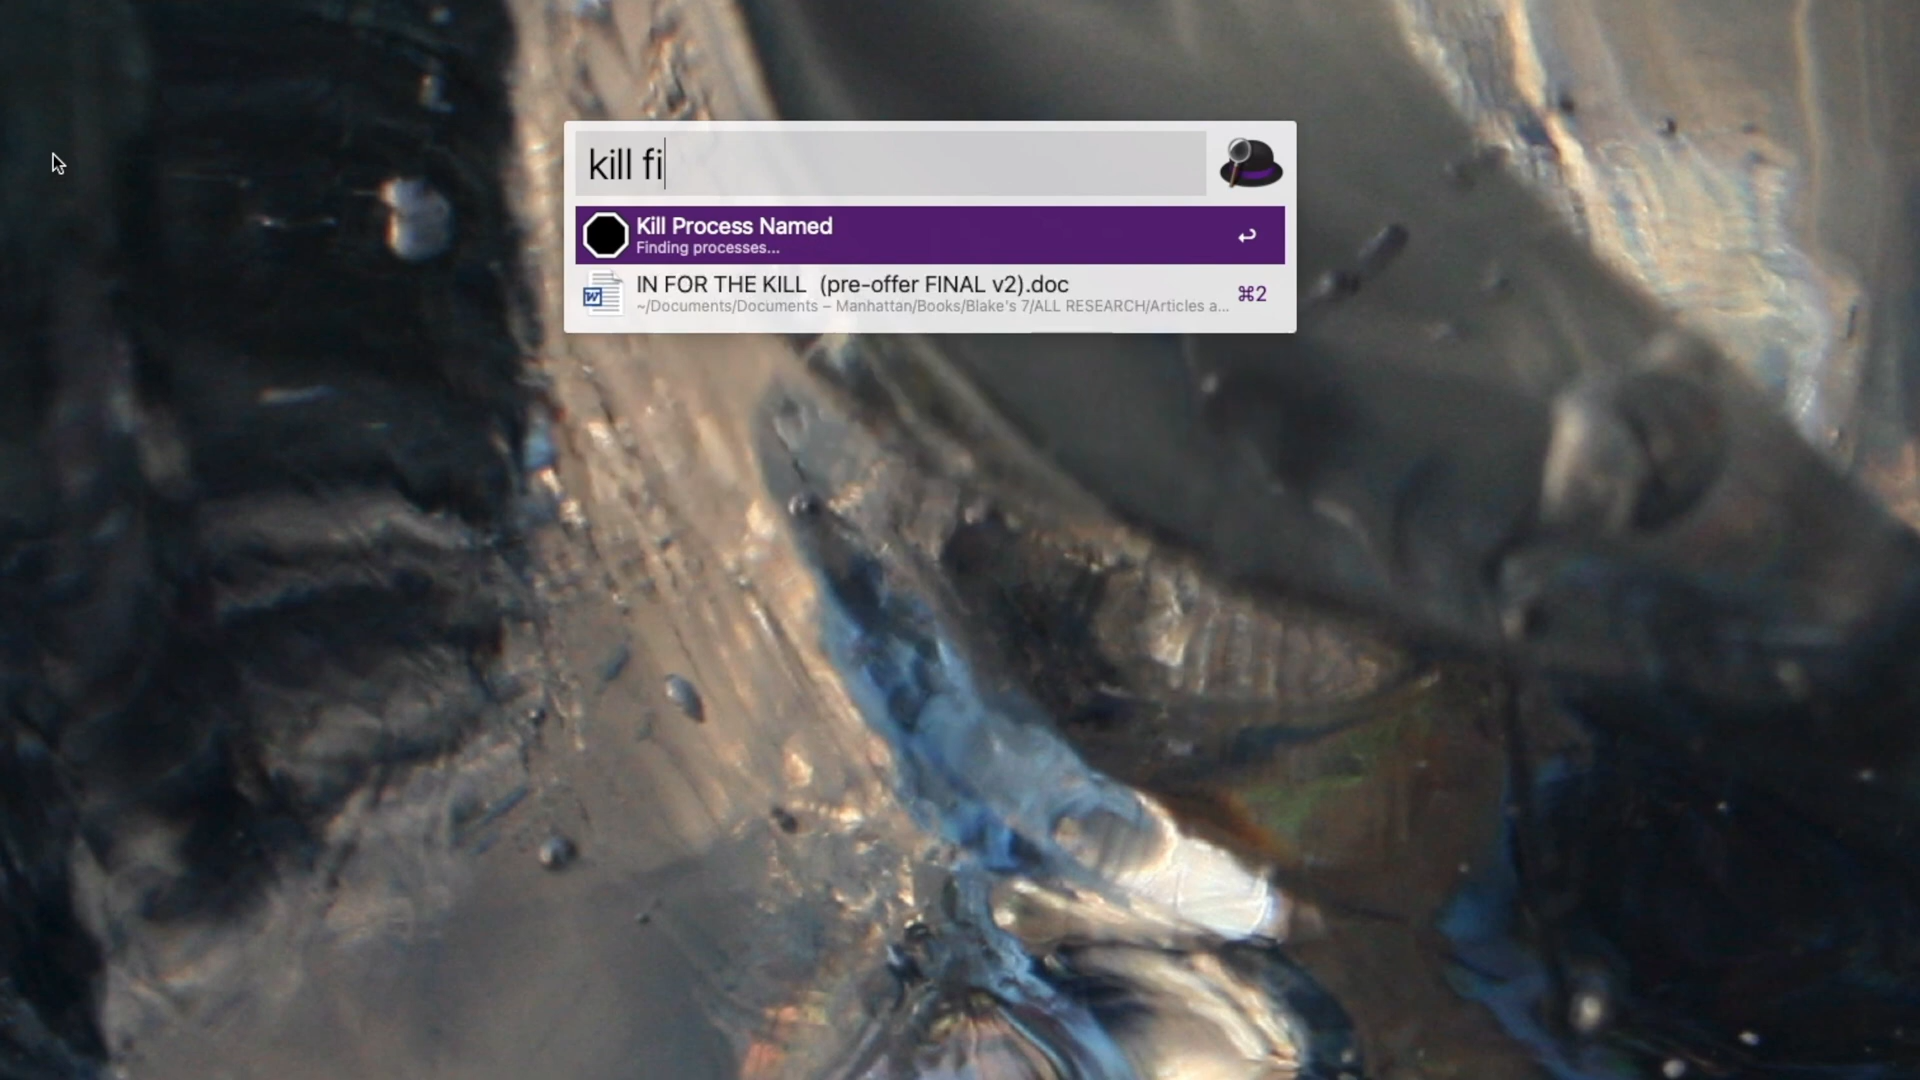 kill fi
Kill Process Named
Finding processes...
IN FOR THE KILL  (pre-offer FINAL v2).doc
⌘2
~/Documents/Documents – Manhattan/Books/Blake's 7/ALL RESEARCH/Articles a...
W